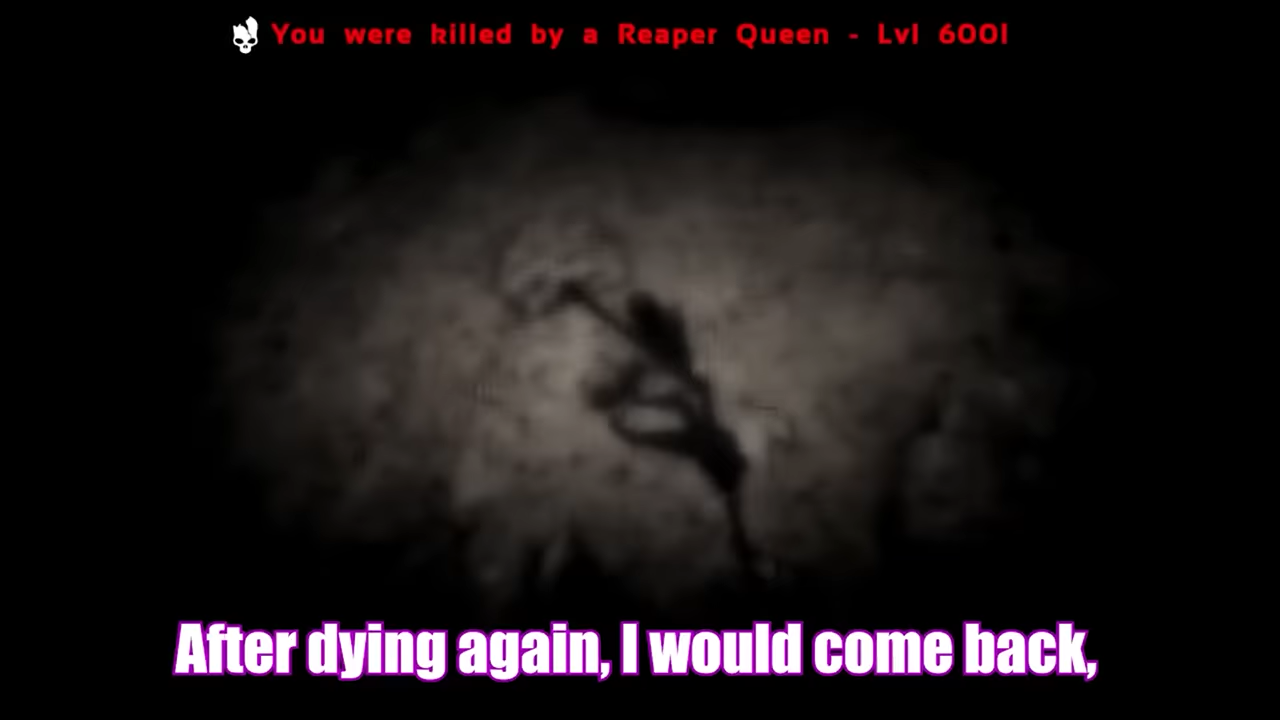 You were killed by a Reaper Queen - Lvl 600!
After dying again, I would come back,